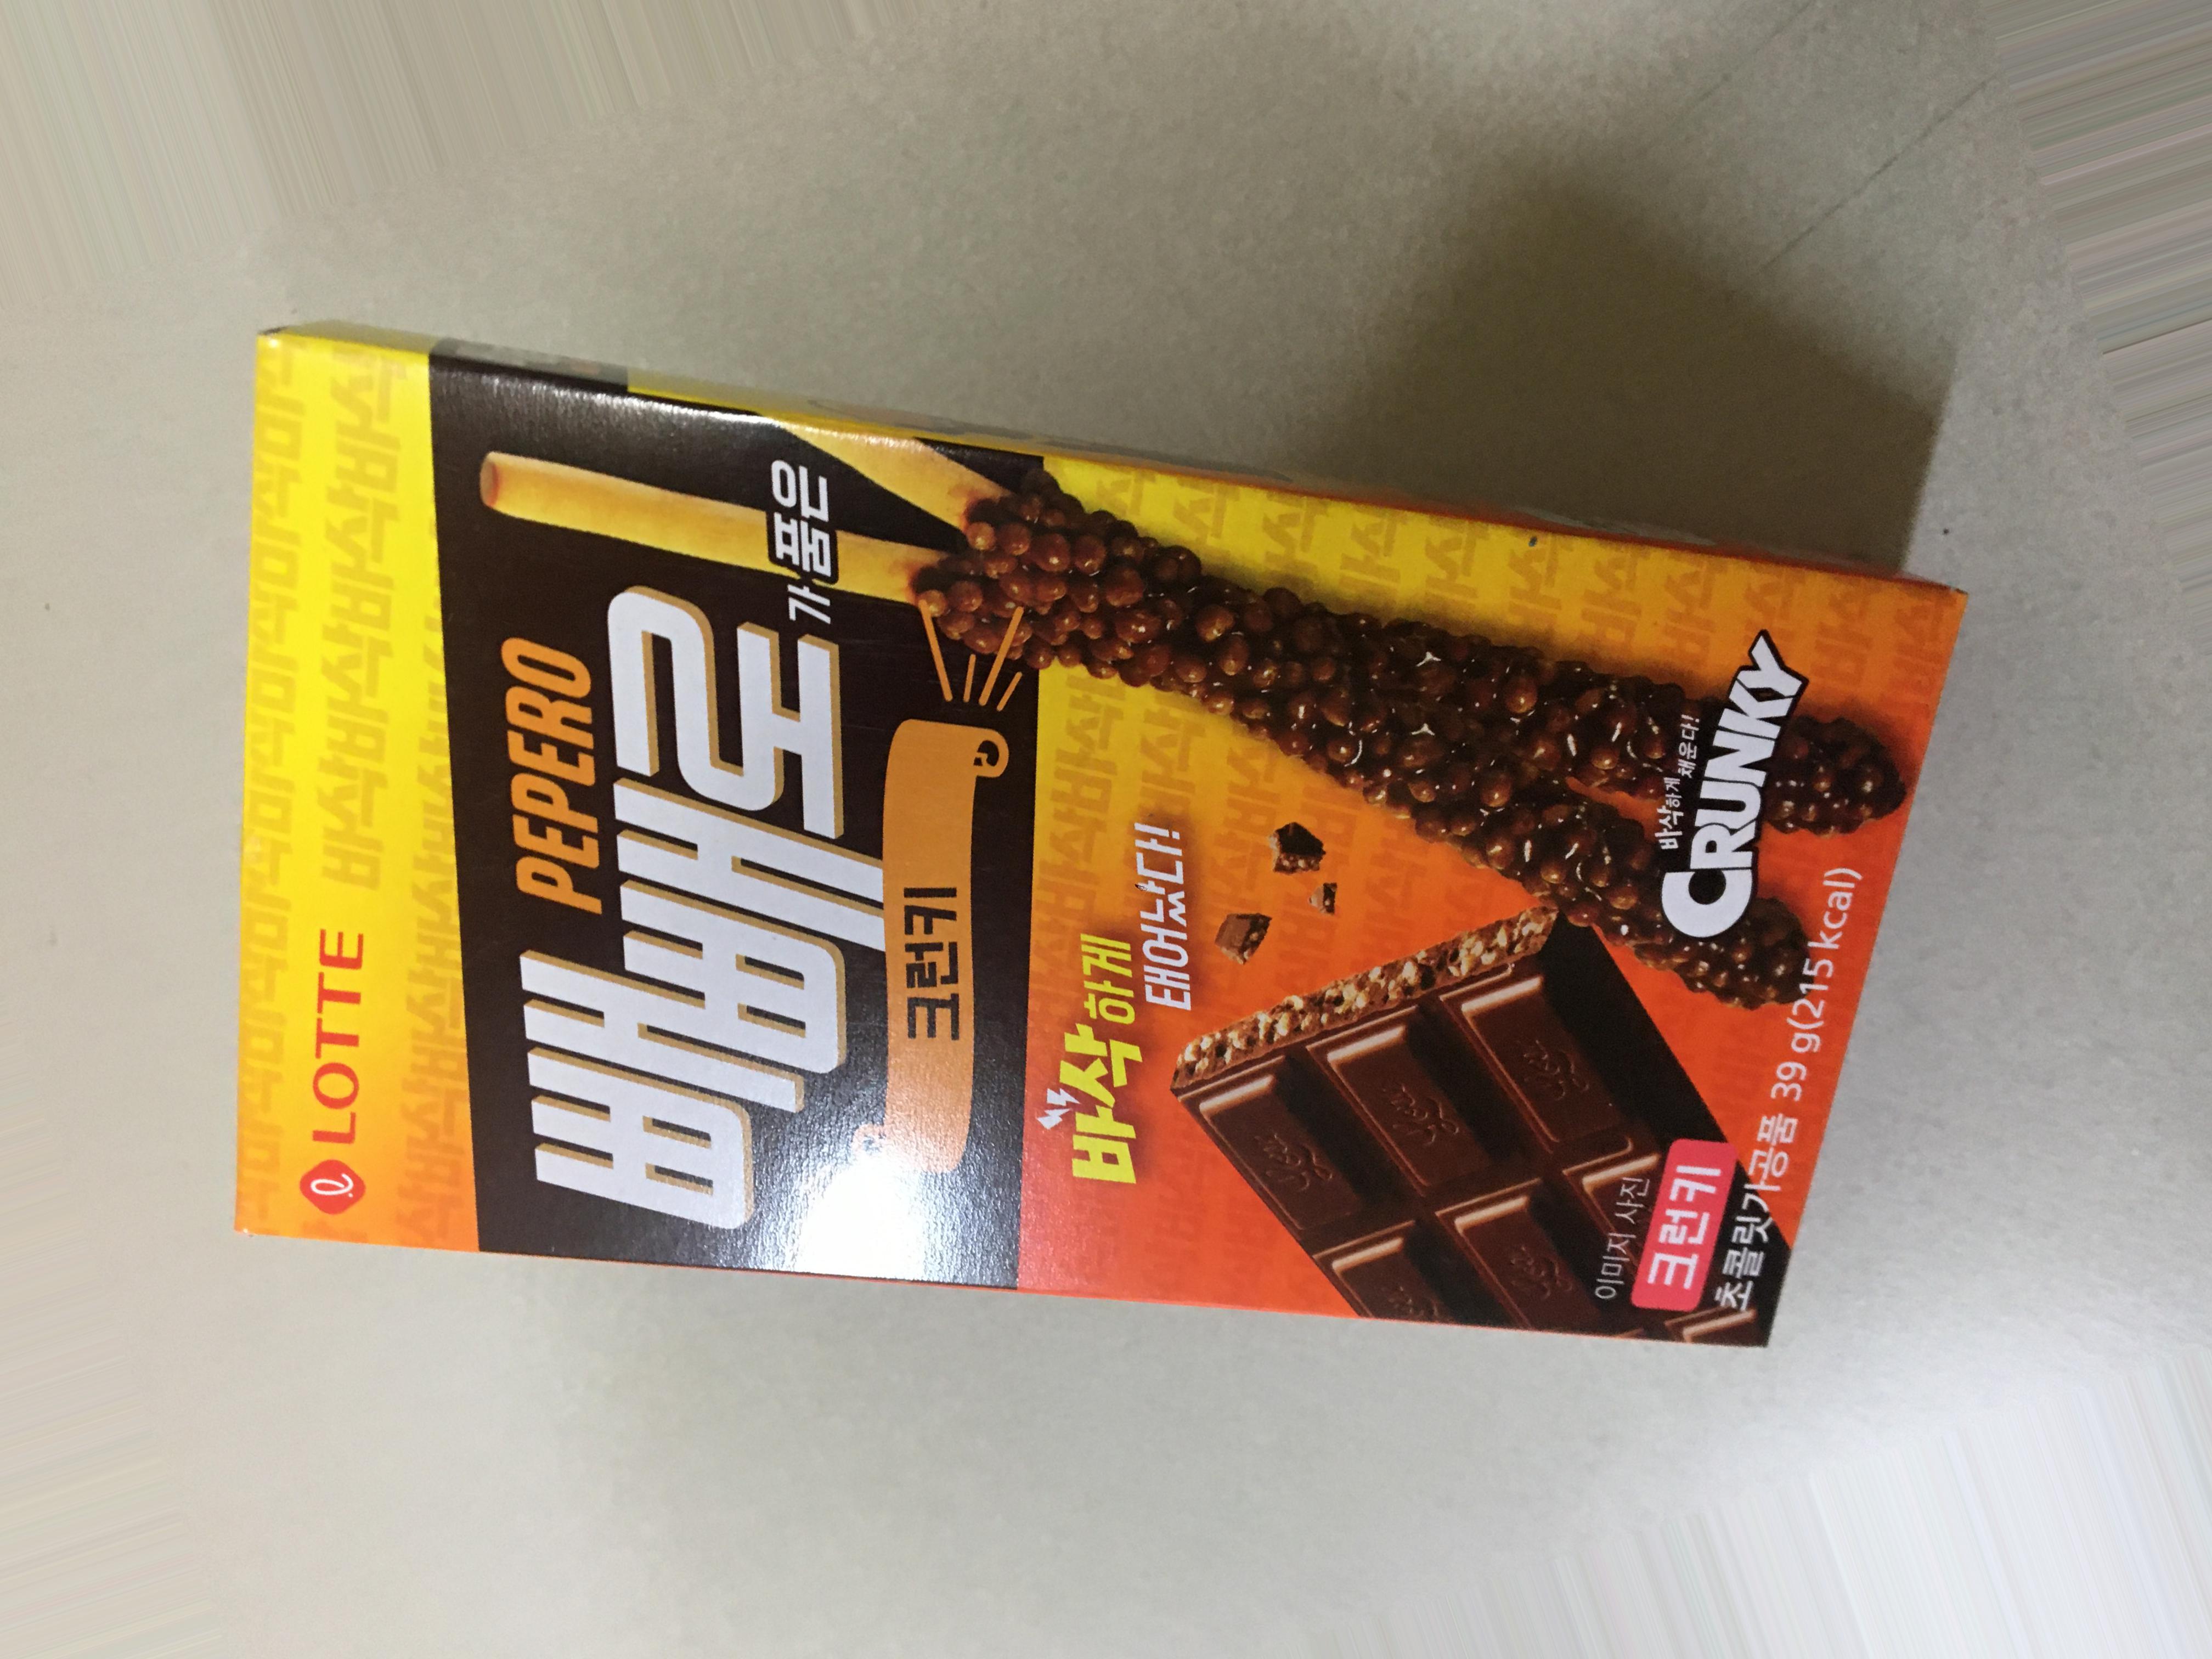 LOTTE
PEPERO
빼빼로가 품은
크런키
바삭하게
태어났다!
바삭하게
채운다!
CRUNKY
이미지 사진
크런키
초콜릿가공품 39 g(215 kcal)